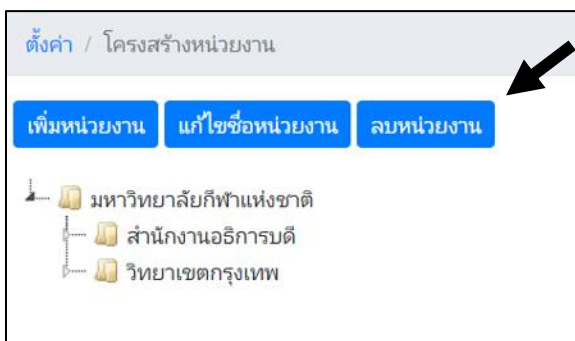 ตั้งค่า / โครงสร้างหน่วยงาน
เพิ่มหน่วยงาน แก้ไขชื่อหน่วยงาน ลบหน่วยงาน
มหาวิทยาลัยกีฬาแห่งชาติ
สำนักงานอธิการบดี
วิทยาเขตกรุงเทพ